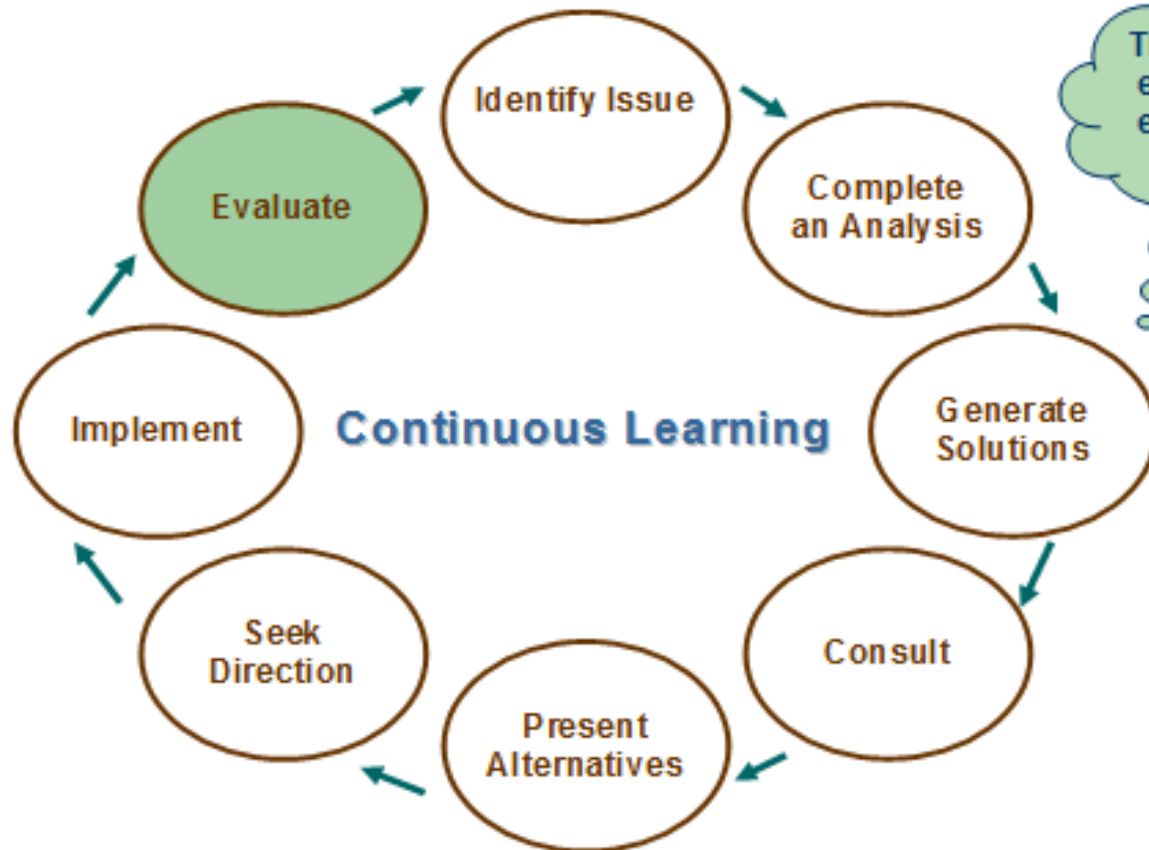 Identify Issue
Complete
an Analysis
Generate
Solutions
Consult
Present
Alternatives
Seek
Direction
Implement
Evaluate
Continuous Learning